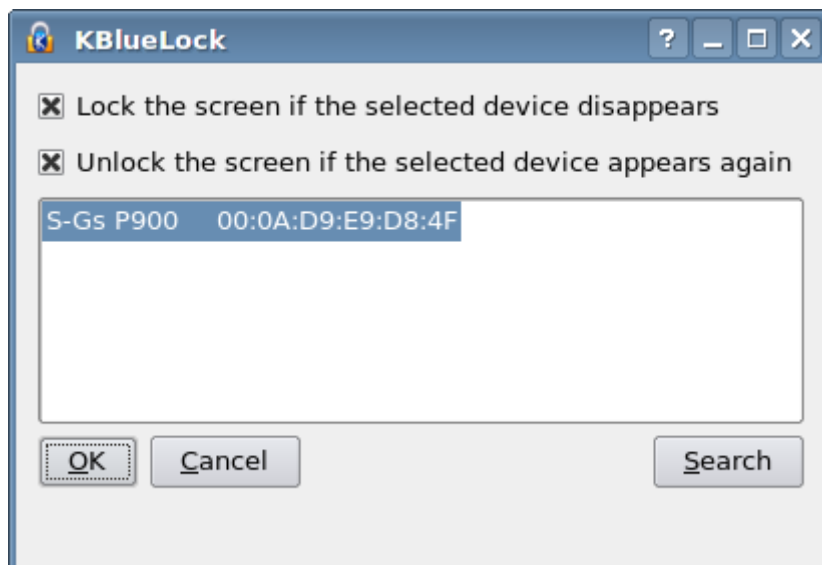 KBlueLock ?
Lock the screen if the selected device disappears
Unlock the screen if the selected device appears again
S-Gs P900 00:0A:D9:E9:D8:4F
OK Cancel Search